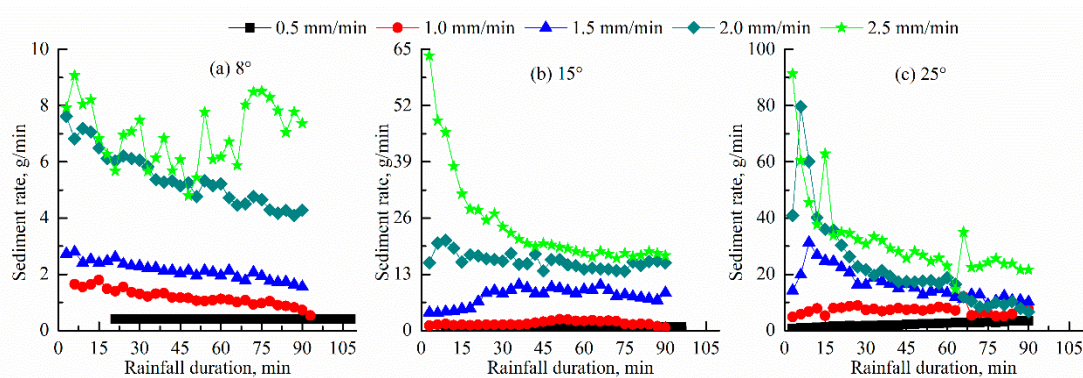 0.5 mm/min 1.0 mm/min 1.5 mm/min 2.0 mm/min 2.5 mm/min
(a) 8°
Sediment rate, g/min
10
8
6
4
2
0
0 15 30 45 60 75 90 105
Rainfall duration, min
(b) 15°
Sediment rate, g/min
65
52
39
26
13
0
0 15 30 45 60 75 90 105
Rainfall duration, min
(c) 25°
Sediment rate, g/min
100
80
60
40
20
0
0 15 30 45 60 75 90 105
Rainfall duration, min